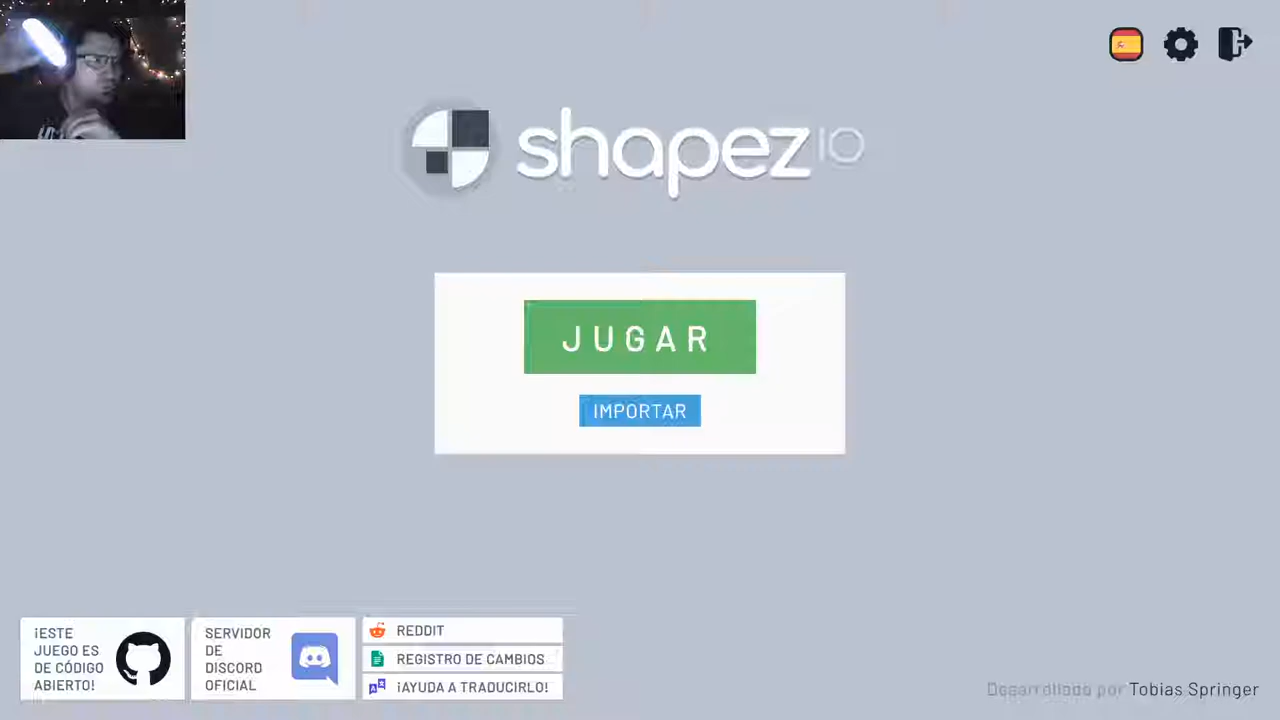 shapez IO
JUGAR
IMPORTAR
¡ESTE
JUEGO ES
DE CÓDIGO
ABIERTO!
SERVIDOR
DE
DISCORD
OFICIAL
REDDIT
REGISTRO DE CAMBIOS
¡AYUDA A TRADUCIRLO!
Desarrollado por Tobias Springer